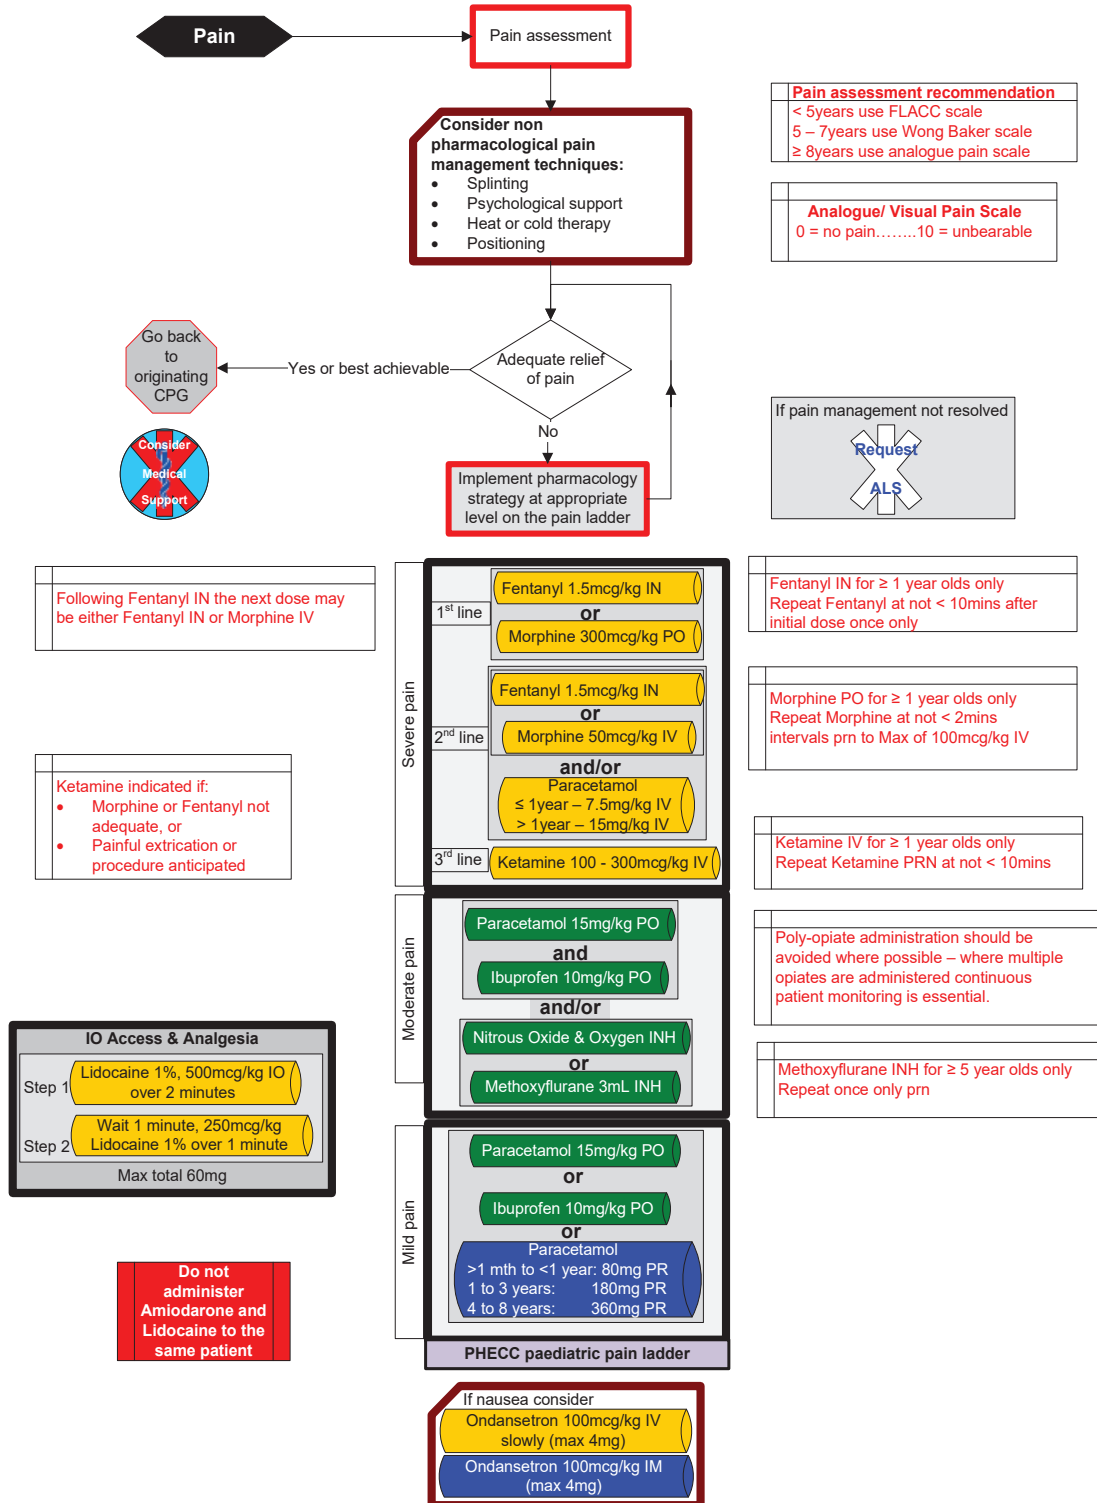 Pain
Pain assessment
Pain assessment recommendation
< 5years use FLACC scale
5 – 7years use Wong Baker scale
≥ 8years use analogue pain scale
Consider non
pharmacological pain
management techniques:
• Splinting
• Psychological support
• Heat or cold therapy
• Positioning
Analogue/ Visual Pain Scale
0 = no pain……..10 = unbearable
Go back
to
originating
CPG
Yes or best achievable
Adequate relief
of pain
No
If pain management not resolved
Request
ALS
Consider
Medical
Support
Implement pharmacology
strategy at appropriate
level on the pain ladder
Following Fentanyl IN the next dose may
be either Fentanyl IN or Morphine IV
Severe pain
1st line
Fentanyl 1.5mcg/kg IN
or
Morphine 300mcg/kg PO
Fentanyl IN for ≥ 1 year olds only
Repeat Fentanyl at not < 10mins after
initial dose once only
2nd line
Fentanyl 1.5mcg/kg IN
or
Morphine 50mcg/kg IV
and/or
Paracetamol
≤ 1year – 7.5mg/kg IV
> 1year – 15mg/kg IV
Morphine PO for ≥ 1 year olds only
Repeat Morphine at not < 2mins
intervals prn to Max of 100mcg/kg IV
Ketamine indicated if:
• Morphine or Fentanyl not
adequate, or
• Painful extrication or
procedure anticipated
3rd line
Ketamine 100 - 300mcg/kg IV
Ketamine IV for ≥ 1 year olds only
Repeat Ketamine PRN at not < 10mins
Moderate pain
Paracetamol 15mg/kg PO
and
Ibuprofen 10mg/kg PO
and/or
Nitrous Oxide & Oxygen INH
or
Methoxyflurane 3mL INH
Poly-opiate administration should be
avoided where possible – where multiple
opiates are administered continuous
patient monitoring is essential.
Methoxyflurane INH for ≥ 5 year olds only
Repeat once only prn
IO Access & Analgesia
Step 1
Lidocaine 1%, 500mcg/kg IO
over 2 minutes
Step 2
Wait 1 minute, 250mcg/kg
Lidocaine 1% over 1 minute
Max total 60mg
Mild pain
Paracetamol 15mg/kg PO
or
Ibuprofen 10mg/kg PO
or
Paracetamol
>1 mth to <1 year: 80mg PR
1 to 3 years: 180mg PR
4 to 8 years: 360mg PR
Do not
administer
Amiodarone and
Lidocaine to the
same patient
PHECC paediatric pain ladder
If nausea consider
Ondansetron 100mcg/kg IV
slowly (max 4mg)
Ondansetron 100mcg/kg IM
(max 4mg)